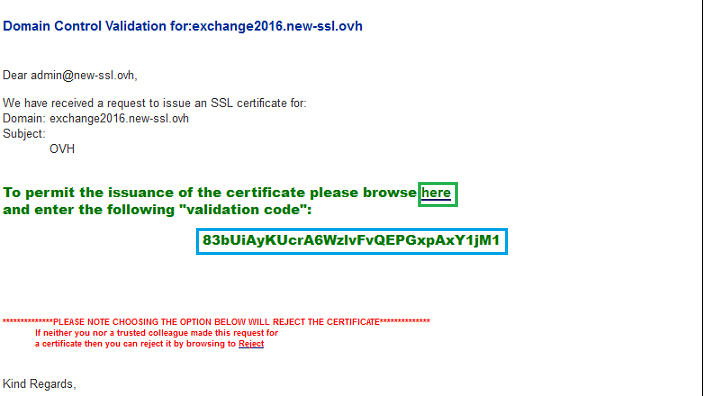 Domain Control Validation for:exchange2016.new-ssl.ovh
Dear admin@new-ssl.ovh,
We have received a request to issue an SSL certificate for:
Domain: exchange2016.new-ssl.ovh
Subject:
OVH
To permit the issuance of the certificate please browse here
and enter the following "validation code":
83bUiAyKUcrA6WzlvFvQEPGxpAxY1jM1
**************PLEASE NOTE CHOOSING THE OPTION BELOW WILL REJECT THE CERTIFICATE**************
If neither you nor a trusted colleague made this request for
a certificate then you can reject it by browsing to Reject
Kind Regards,